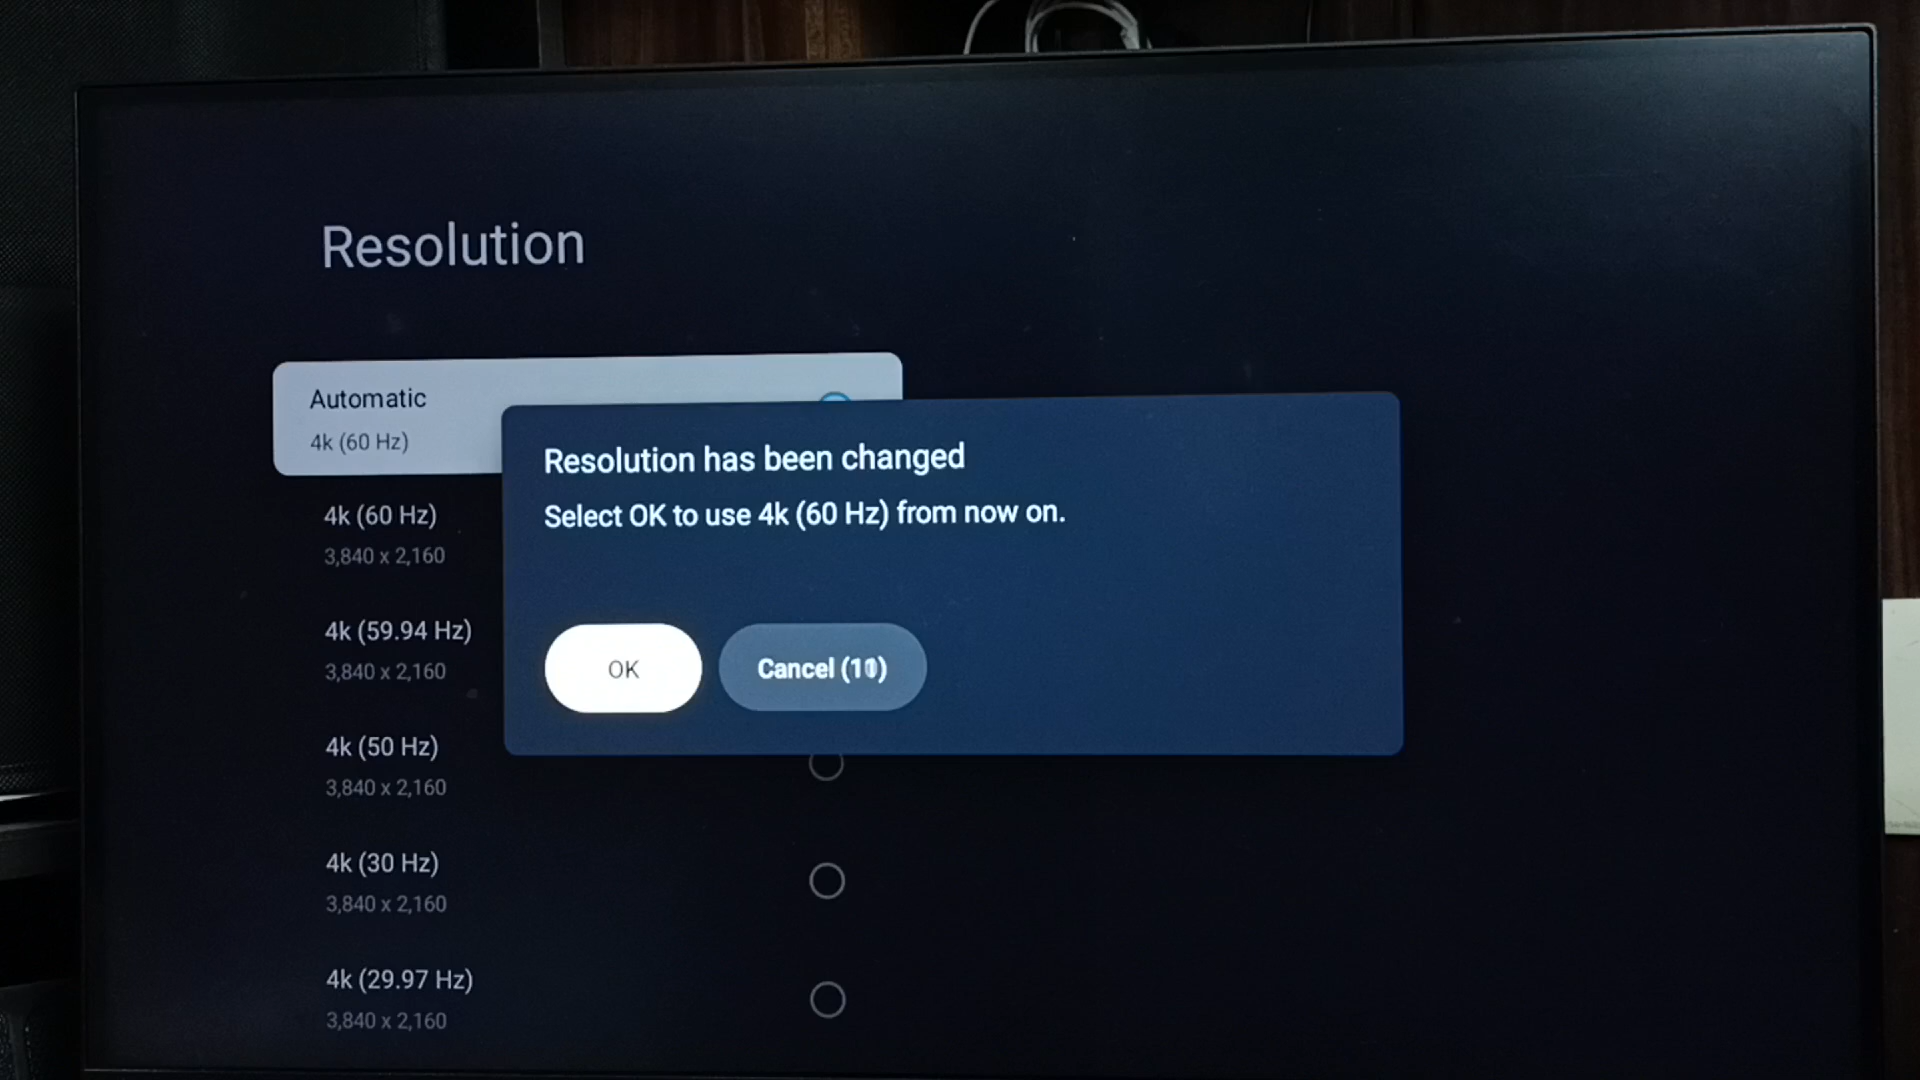 Resolution
Automatic
4k (60 Hz)
Resolution has been changed
Select OK to use 4k (60 Hz) from now on.
OK
Cancel
4k (60 Hz)
3,840 x 2,160
4k (59.94 Hz)
3,840 x 2,160
4k (50 Hz)
3,840 x 2,160
4k (30 Hz)
3,840 x 2,160
4k (29.97 Hz)
3,840 x 2,160